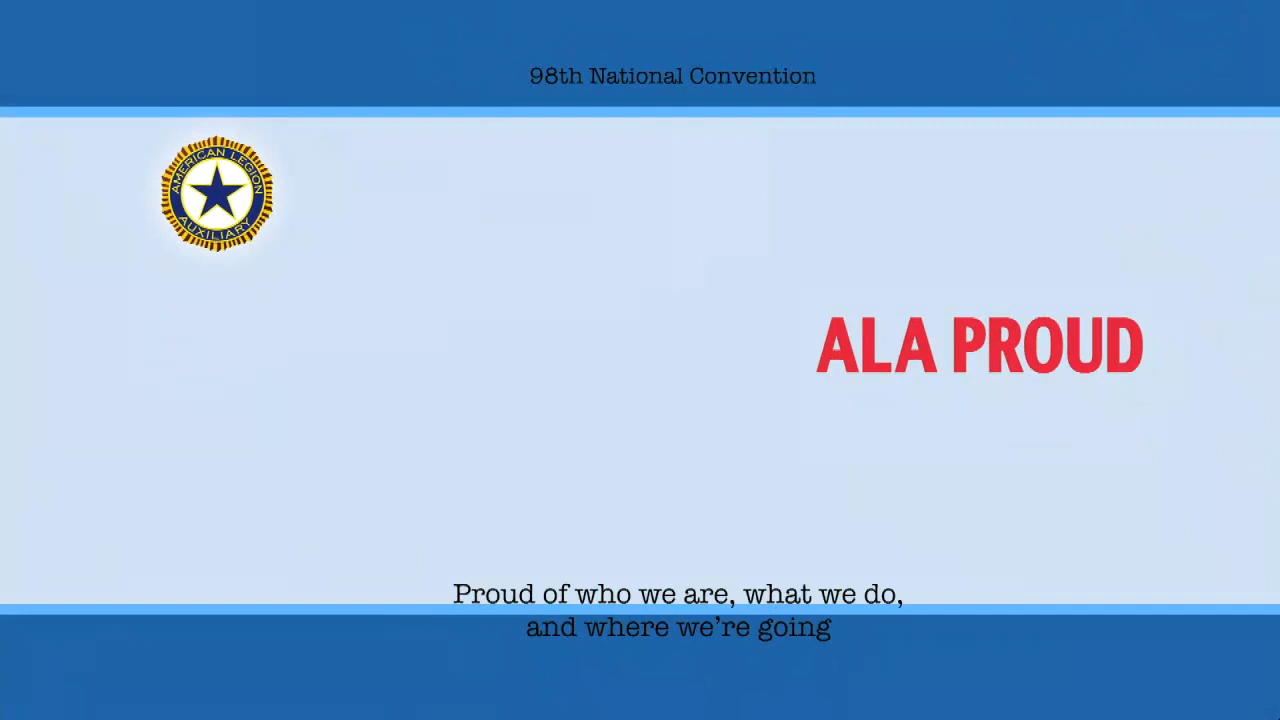 98th National Convention
AMERICAN LEGION
AUXILIARY
ALA PROUD
Proud of who we are, what we do,
and where we're going